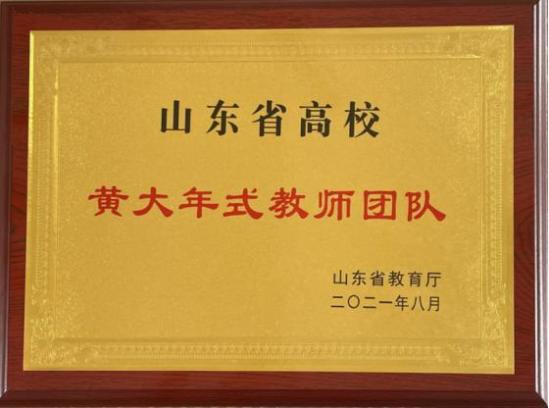 山东省高校
黄大年式教师团队
山东省教育厅
二〇二一年八月